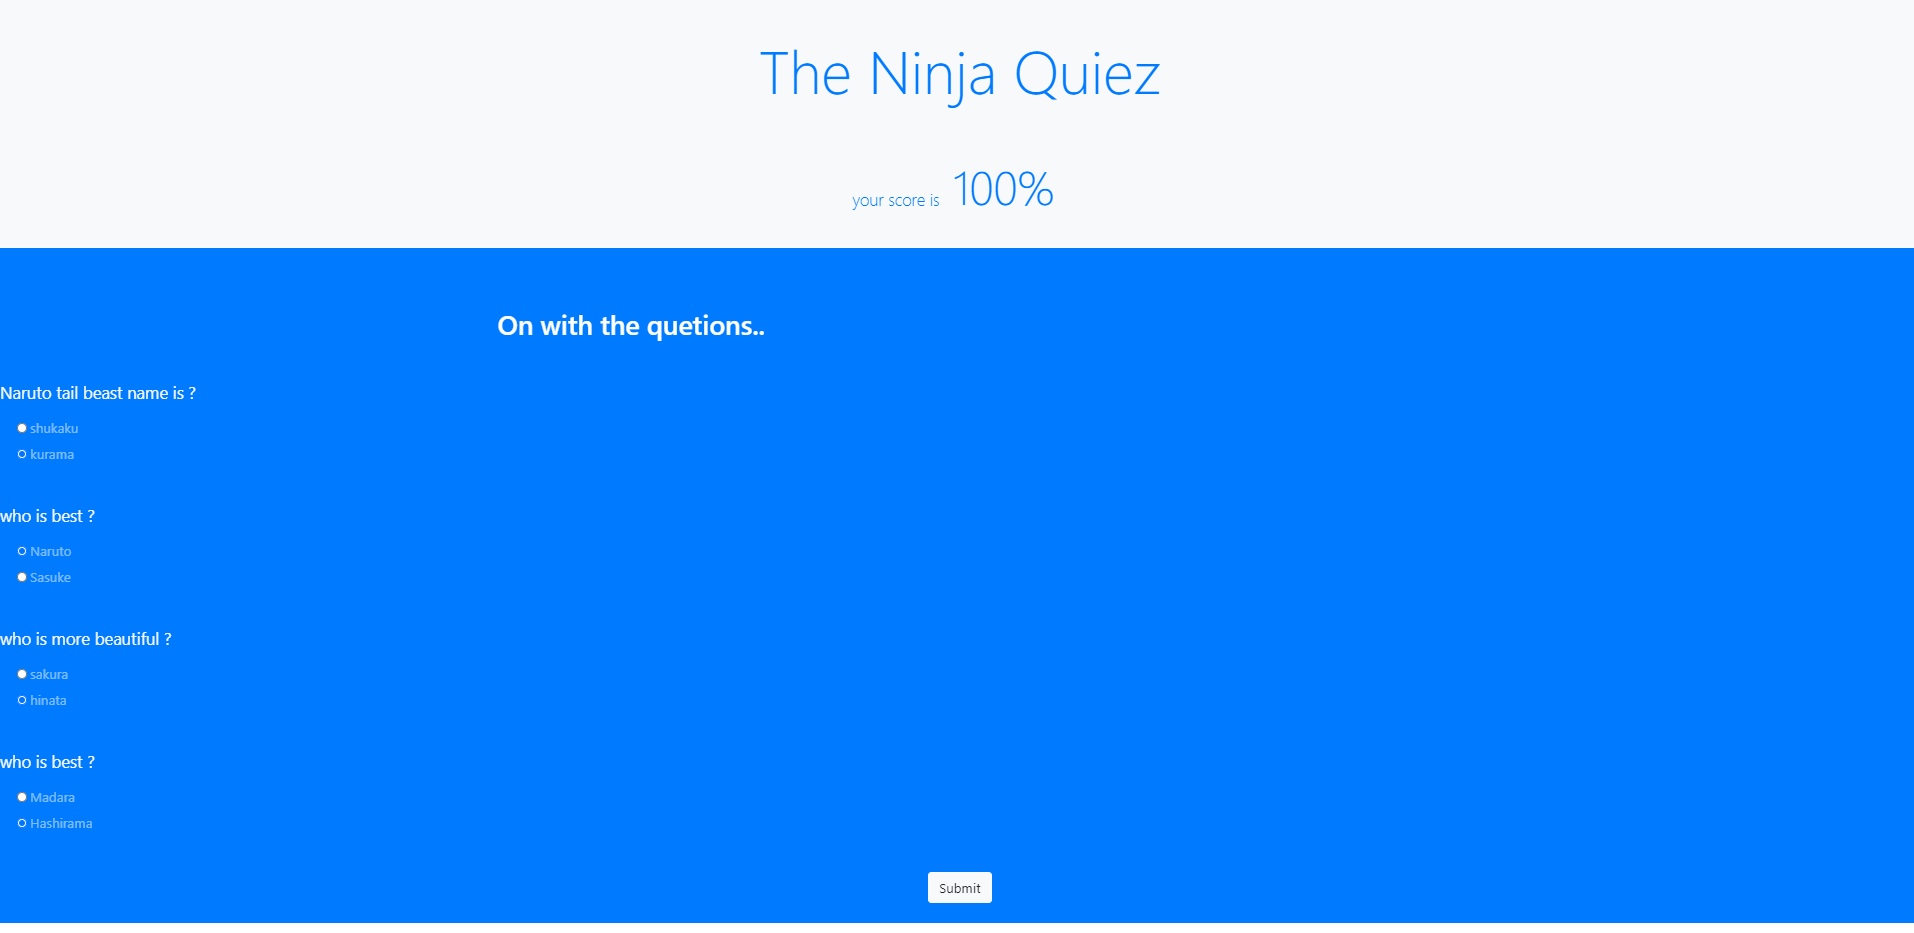 The Ninja Quiez
your score is 100%
On with the quetions..
Naruto tail beast name is ?
shukaku
kurama
who is best ?
Naruto
Sasuke
who is more beautiful ?
sakura
hinata
who is best ?
Madara
Hashirama
Submit